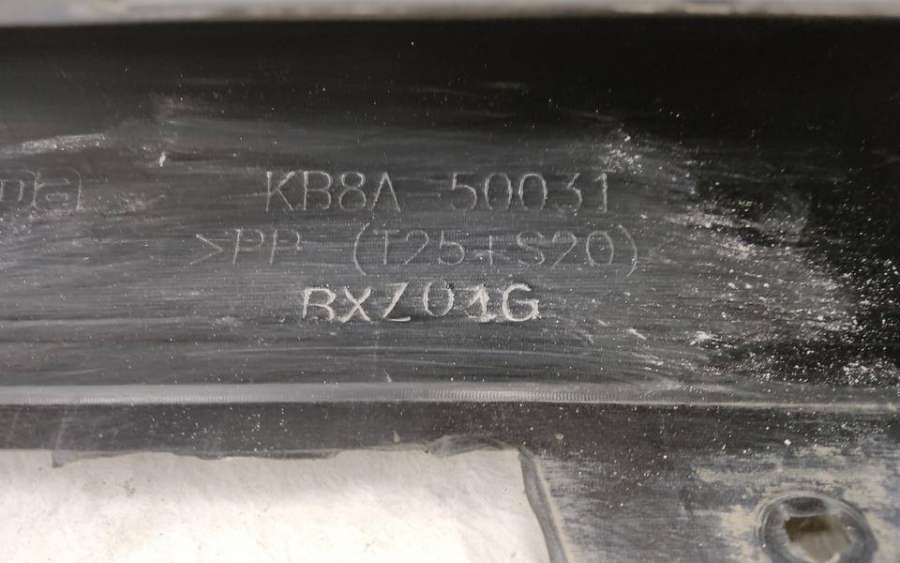 KB8A 50031
>PP (T25+S20)
BXZ01G